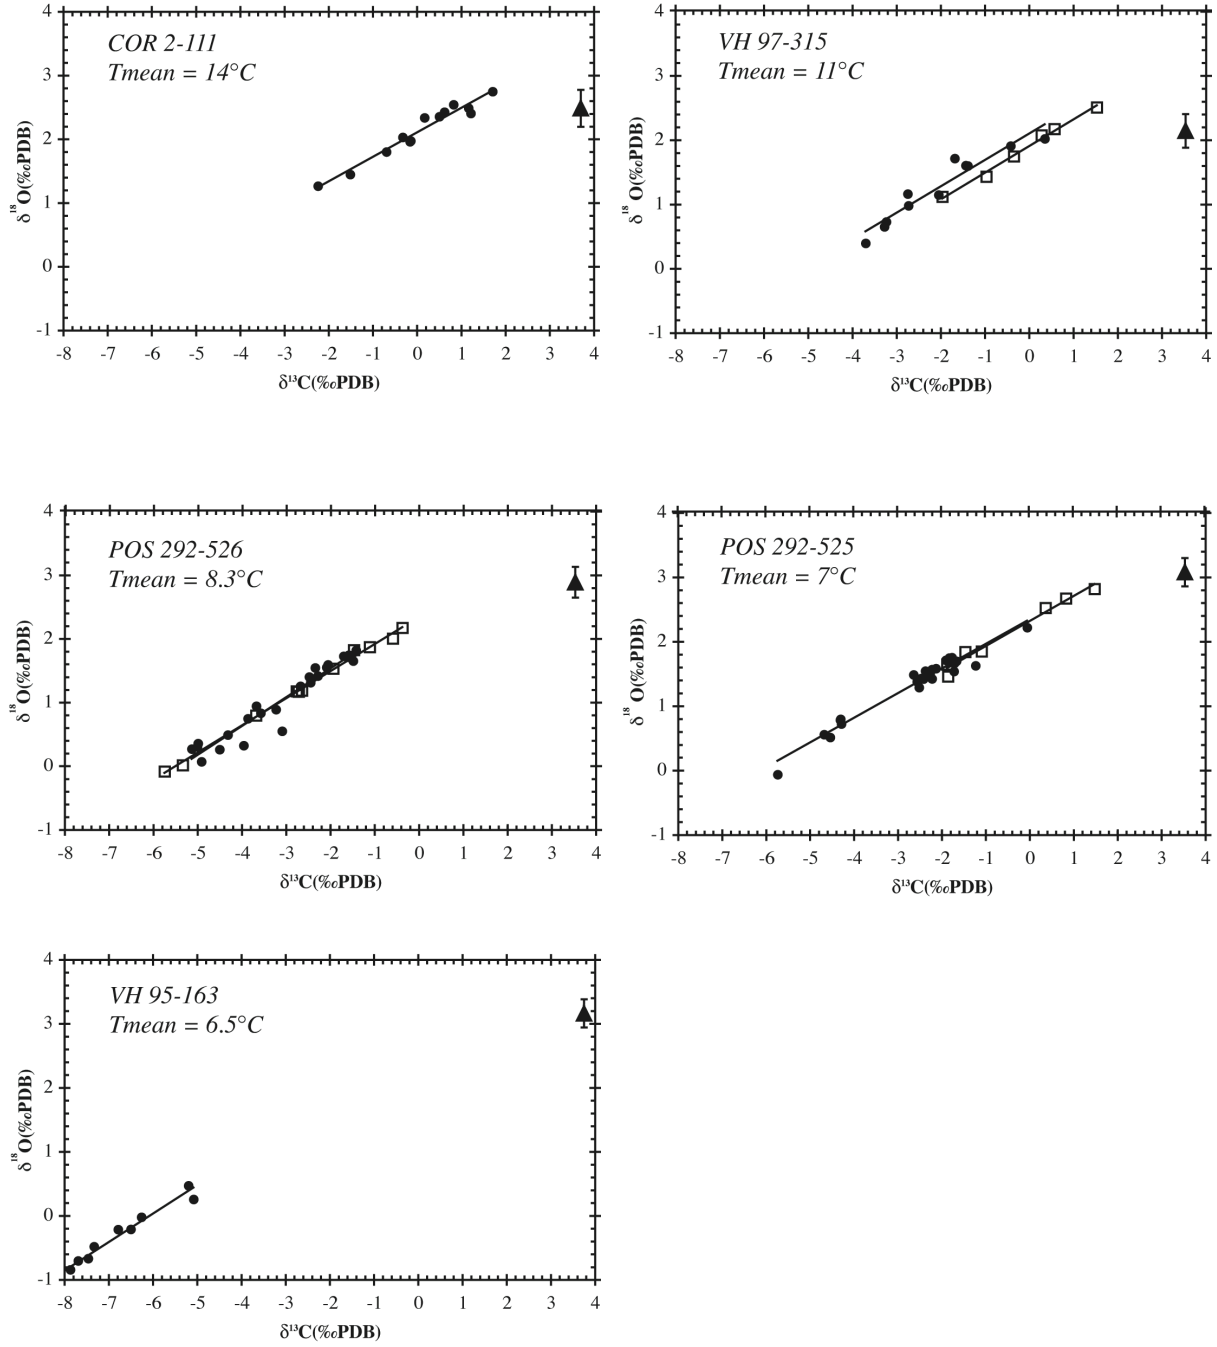 COR 2-111
Tmean = 14°C
4
3
2
1
0
-1
δ¹⁸O(‰PDB)
-8 -7 -6 -5 -4 -3 -2 -1 0 1 2 3 4
δ¹³C(‰PDB)
VH 97-315
Tmean = 11°C
4
3
2
1
0
-1
δ¹⁸O(‰PDB)
-8 -7 -6 -5 -4 -3 -2 -1 0 1 2 3 4
δ¹³C(‰PDB)
POS 292-526
Tmean = 8.3°C
4
3
2
1
0
-1
δ¹⁸O(‰PDB)
-8 -7 -6 -5 -4 -3 -2 -1 0 1 2 3 4
δ¹³C(‰PDB)
POS 292-525
Tmean = 7°C
4
3
2
1
0
-1
δ¹⁸O(‰PDB)
-8 -7 -6 -5 -4 -3 -2 -1 0 1 2 3 4
δ¹³C(‰PDB)
VH 95-163
Tmean = 6.5°C
4
3
2
1
0
-1
δ¹⁸O(‰PDB)
-8 -7 -6 -5 -4 -3 -2 -1 0 1 2 3 4
δ¹³C(‰PDB)